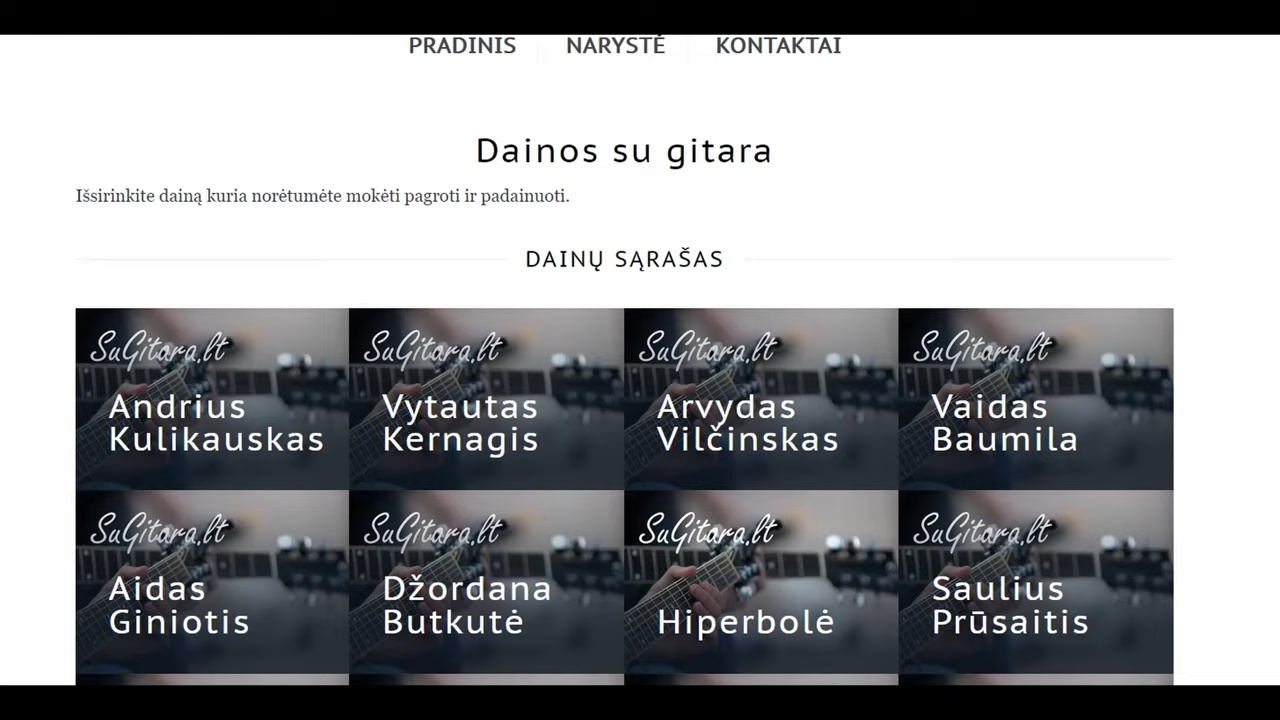 PRADINIS NARYSTĖ KONTAKTAI
Dainos su gitara
Išsirinkite dainą kuria norėtumėte mokėti pagroti ir padainuoti.
DAINŲ SĄRAŠAS
SuGitara.lt
Andrius
Kulikauskas
SuGitara.lt
Vytautas
Kernagis
SuGitara.lt
Arvydas
Vilčinskas
SuGitara.lt
Vaidas
Baumila
SuGitara.lt
Aidas
Giniotis
SuGitara.lt
Džordana
Butkutė
SuGitara.lt
Hiperbolė
SuGitara.lt
Saulius
Prūsaitis